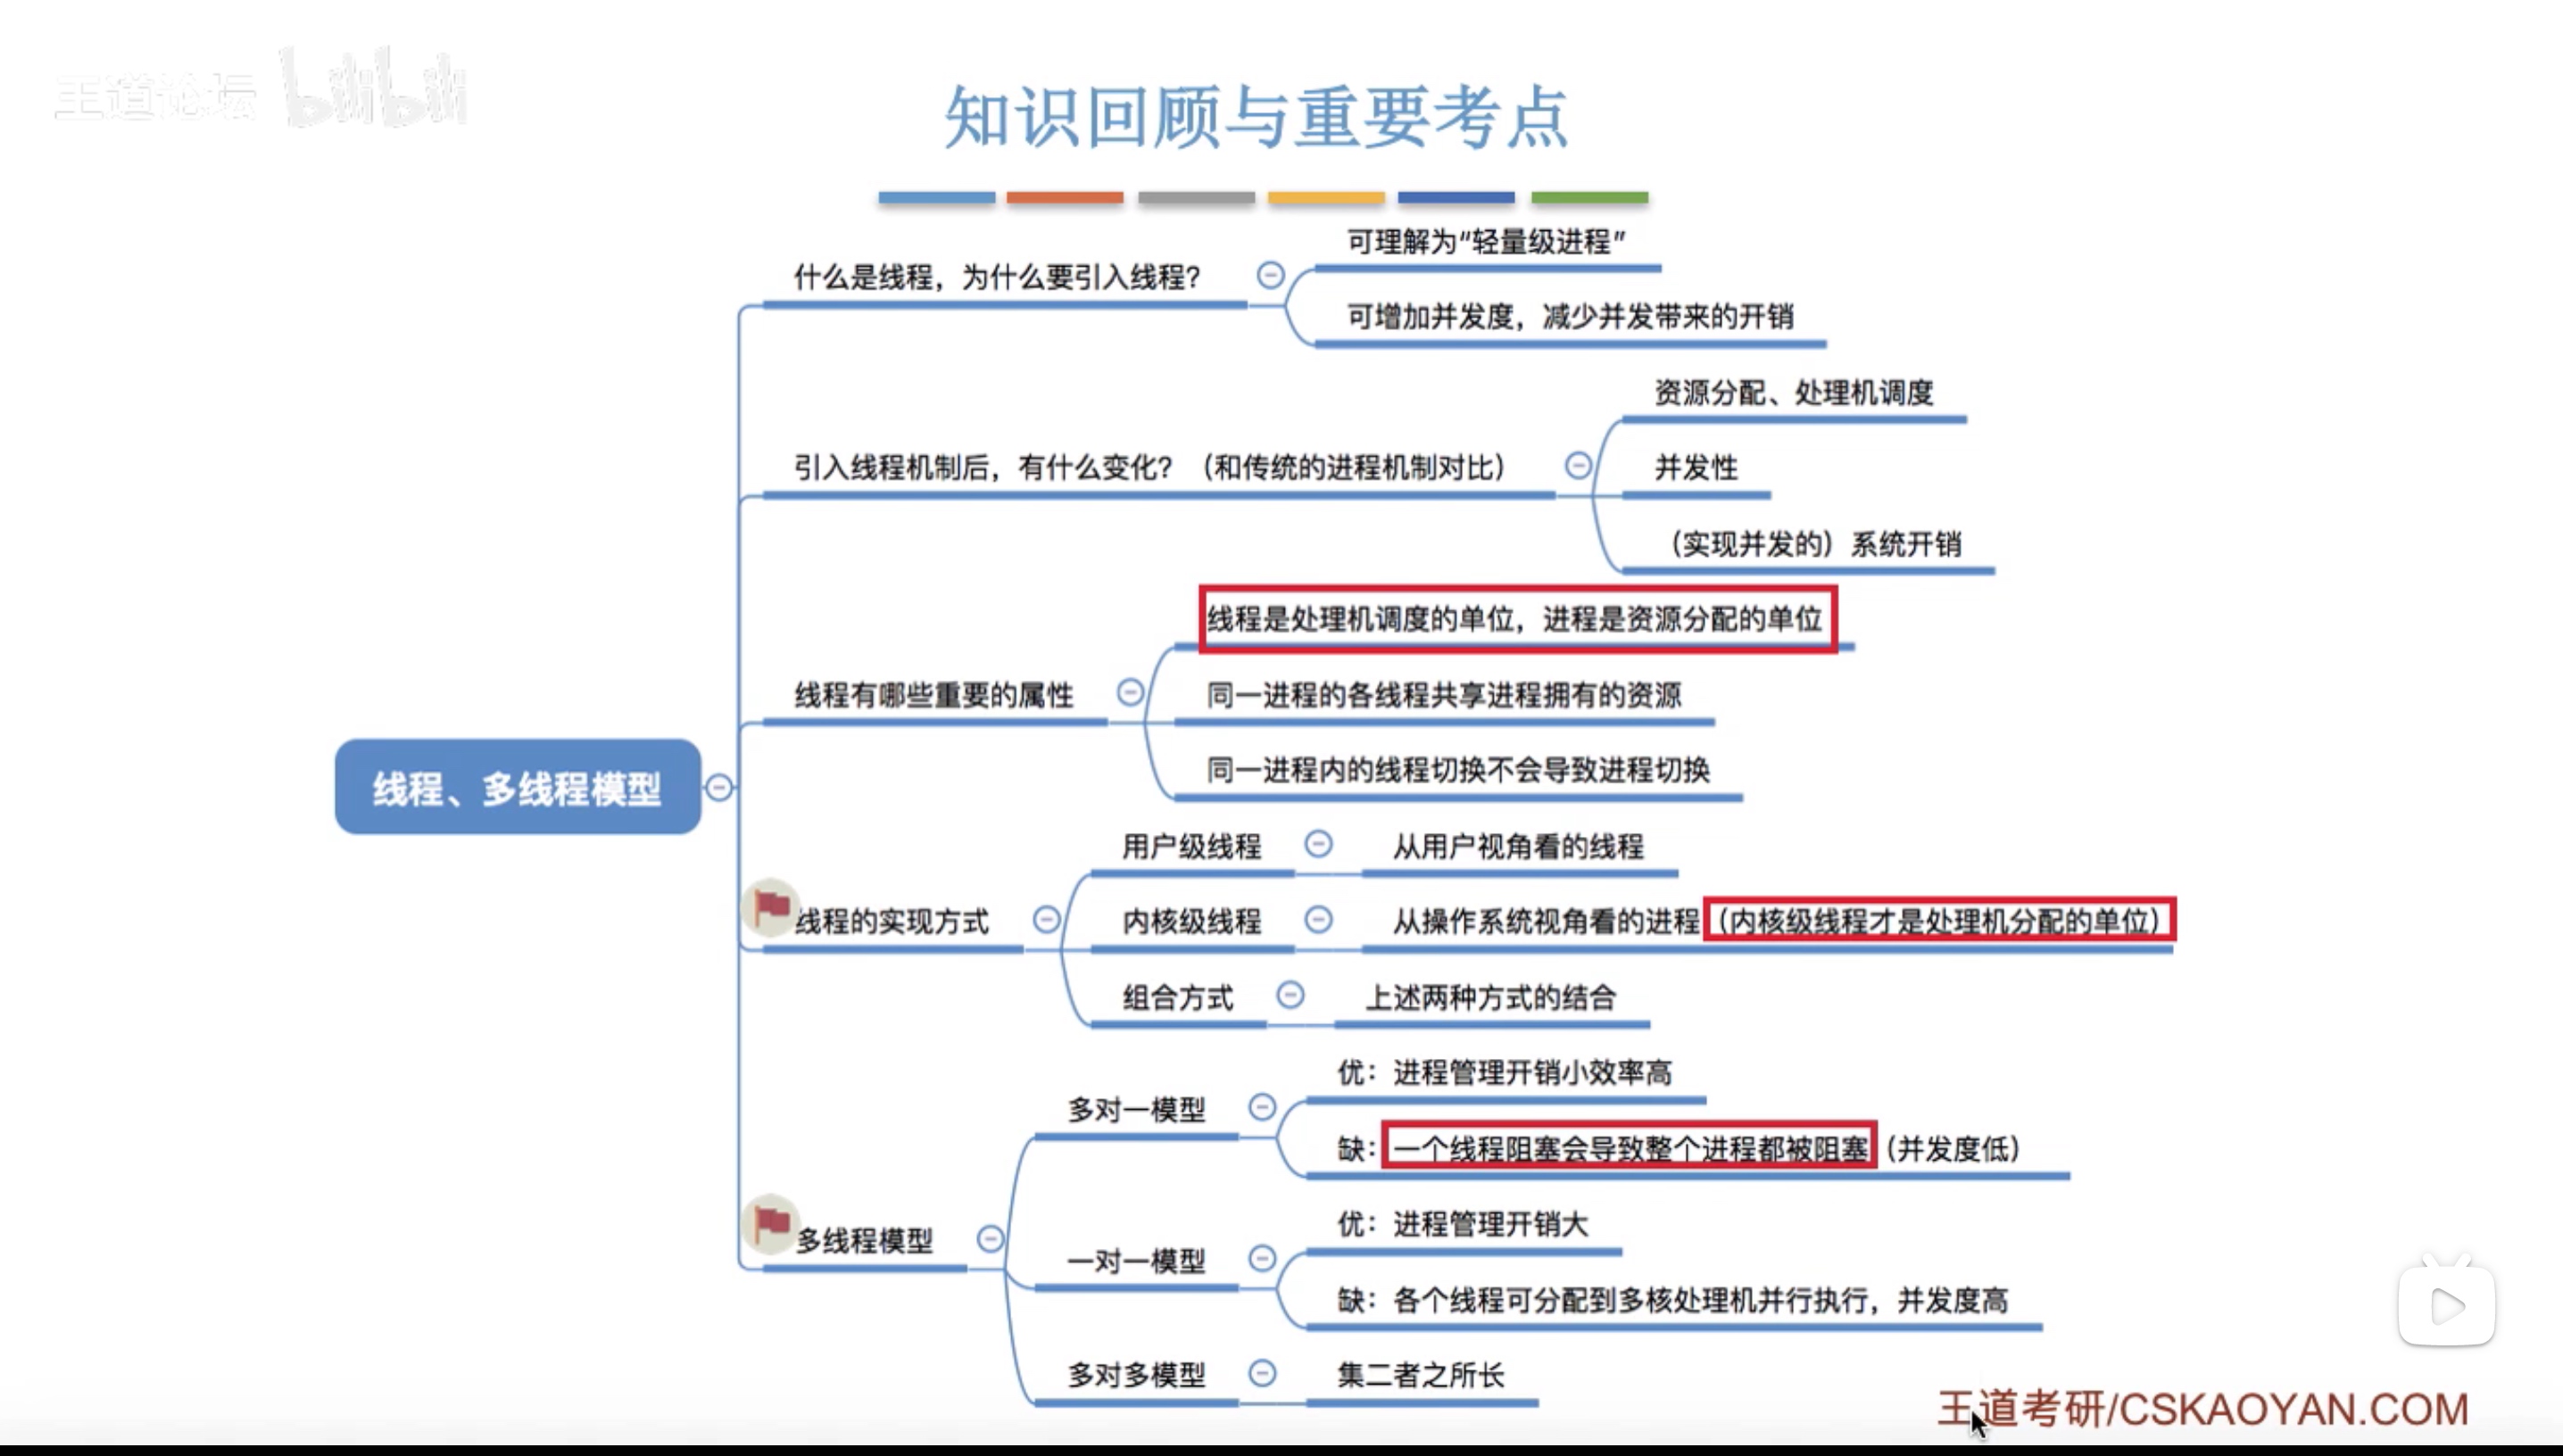 王道论坛 bilibili
知识回顾与重要考点
线程、多线程模型
什么是线程，为什么要引入线程？
可理解为“轻量级进程”
可增加并发度，减少并发带来的开销
引入线程机制后，有什么变化？（和传统的进程机制对比）
资源分配、处理机调度
并发性
（实现并发的）系统开销
线程有哪些重要的属性
线程是处理机调度的单位，进程是资源分配的单位
同一进程的各线程共享进程拥有的资源
同一进程内的线程切换不会导致进程切换
线程的实现方式
用户级线程
从用户视角看的线程
内核级线程
从操作系统视角看的进程（内核级线程才是处理机分配的单位）
组合方式
上述两种方式的结合
多线程模型
多对一模型
优：进程管理开销小效率高
缺：一个线程阻塞会导致整个进程都被阻塞（并发度低）
一对一模型
优：进程管理开销大
缺：各个线程可分配到多核处理机并行执行，并发度高
多对多模型
集二者之所长
王道考研/CSKAOYAN.COM